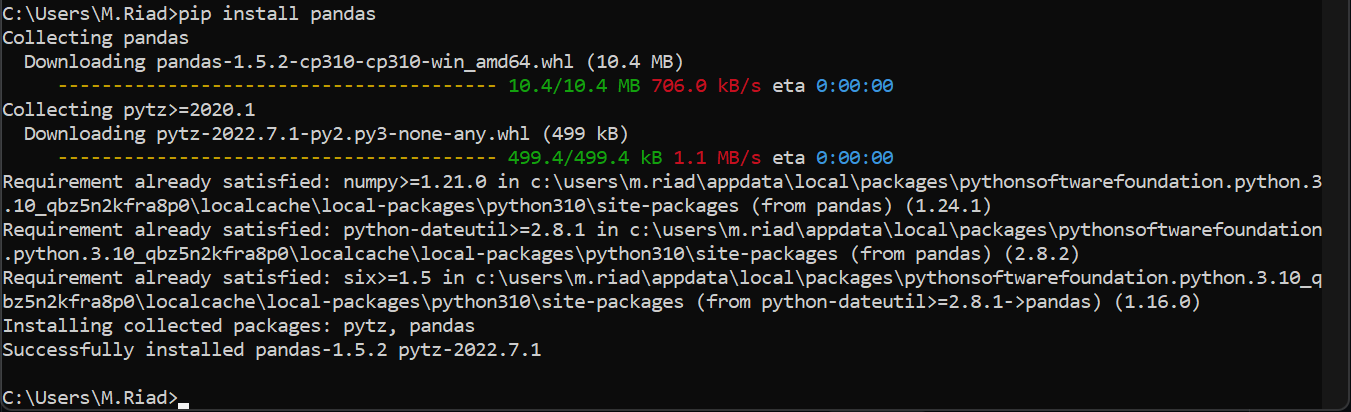 C:\Users\M.Riad>pip install pandas
Collecting pandas
  Downloading pandas-1.5.2-cp310-cp310-win_amd64.whl (10.4 MB)
     ---------------------------------------- 10.4/10.4 MB 706.0 kB/s eta 0:00:00
Collecting pytz>=2020.1
  Downloading pytz-2022.7.1-py2.py3-none-any.whl (499 kB)
     ---------------------------------------- 499.4/499.4 kB 1.1 MB/s eta 0:00:00
Requirement already satisfied: numpy>=1.21.0 in c:\users\m.riad\appdata\local\packages\pythonsoftwarefoundation.python.3
.10_qbz5n2kfra8p0\localcache\local-packages\python310\site-packages (from pandas) (1.24.1)
Requirement already satisfied: python-dateutil>=2.8.1 in c:\users\m.riad\appdata\local\packages\pythonsoftwarefoundation
.python.3.10_qbz5n2kfra8p0\localcache\local-packages\python310\site-packages (from pandas) (2.8.2)
Requirement already satisfied: six>=1.5 in c:\users\m.riad\appdata\local\packages\pythonsoftwarefoundation.python.3.10_q
bz5n2kfra8p0\localcache\local-packages\python310\site-packages (from python-dateutil>=2.8.1->pandas) (1.16.0)
Installing collected packages: pytz, pandas
Successfully installed pandas-1.5.2 pytz-2022.7.1
C:\Users\M.Riad>